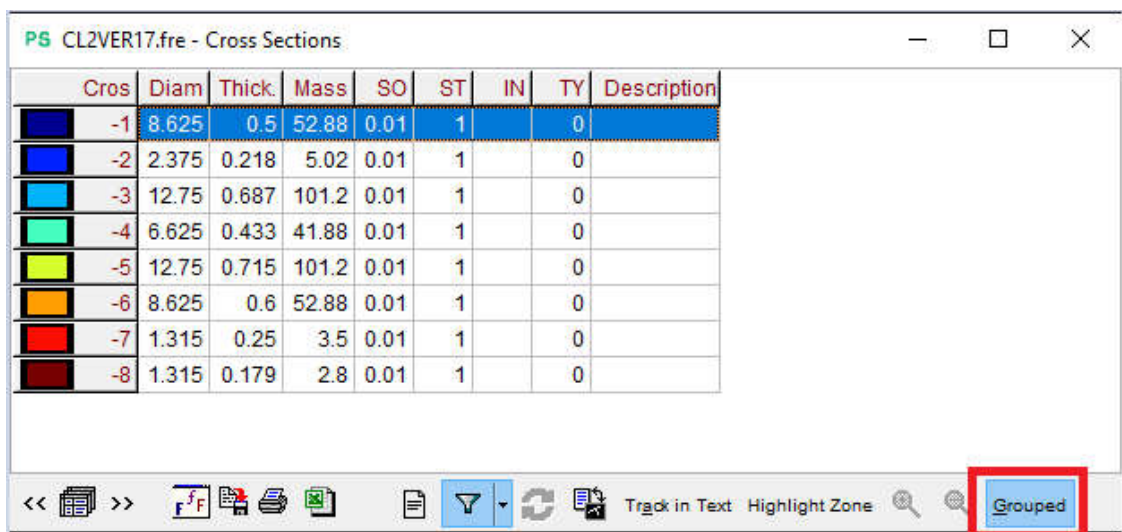 PS CL2VER17.fre - Cross Sections
Cros Diam Thick. Mass SO ST IN TY Description
-1 8.625 0.5 52.88 0.01 1 0
-2 2.375 0.218 5.02 0.01 1 0
-3 12.75 0.687 101.2 0.01 1 0
-4 6.625 0.433 41.88 0.01 1 0
-5 12.75 0.715 101.2 0.01 1 0
-6 8.625 0.6 52.88 0.01 1 0
-7 1.315 0.25 3.5 0.01 1 0
-8 1.315 0.179 2.8 0.01 1 0
<< >> F f F Track in Text Highlight Zone Grouped